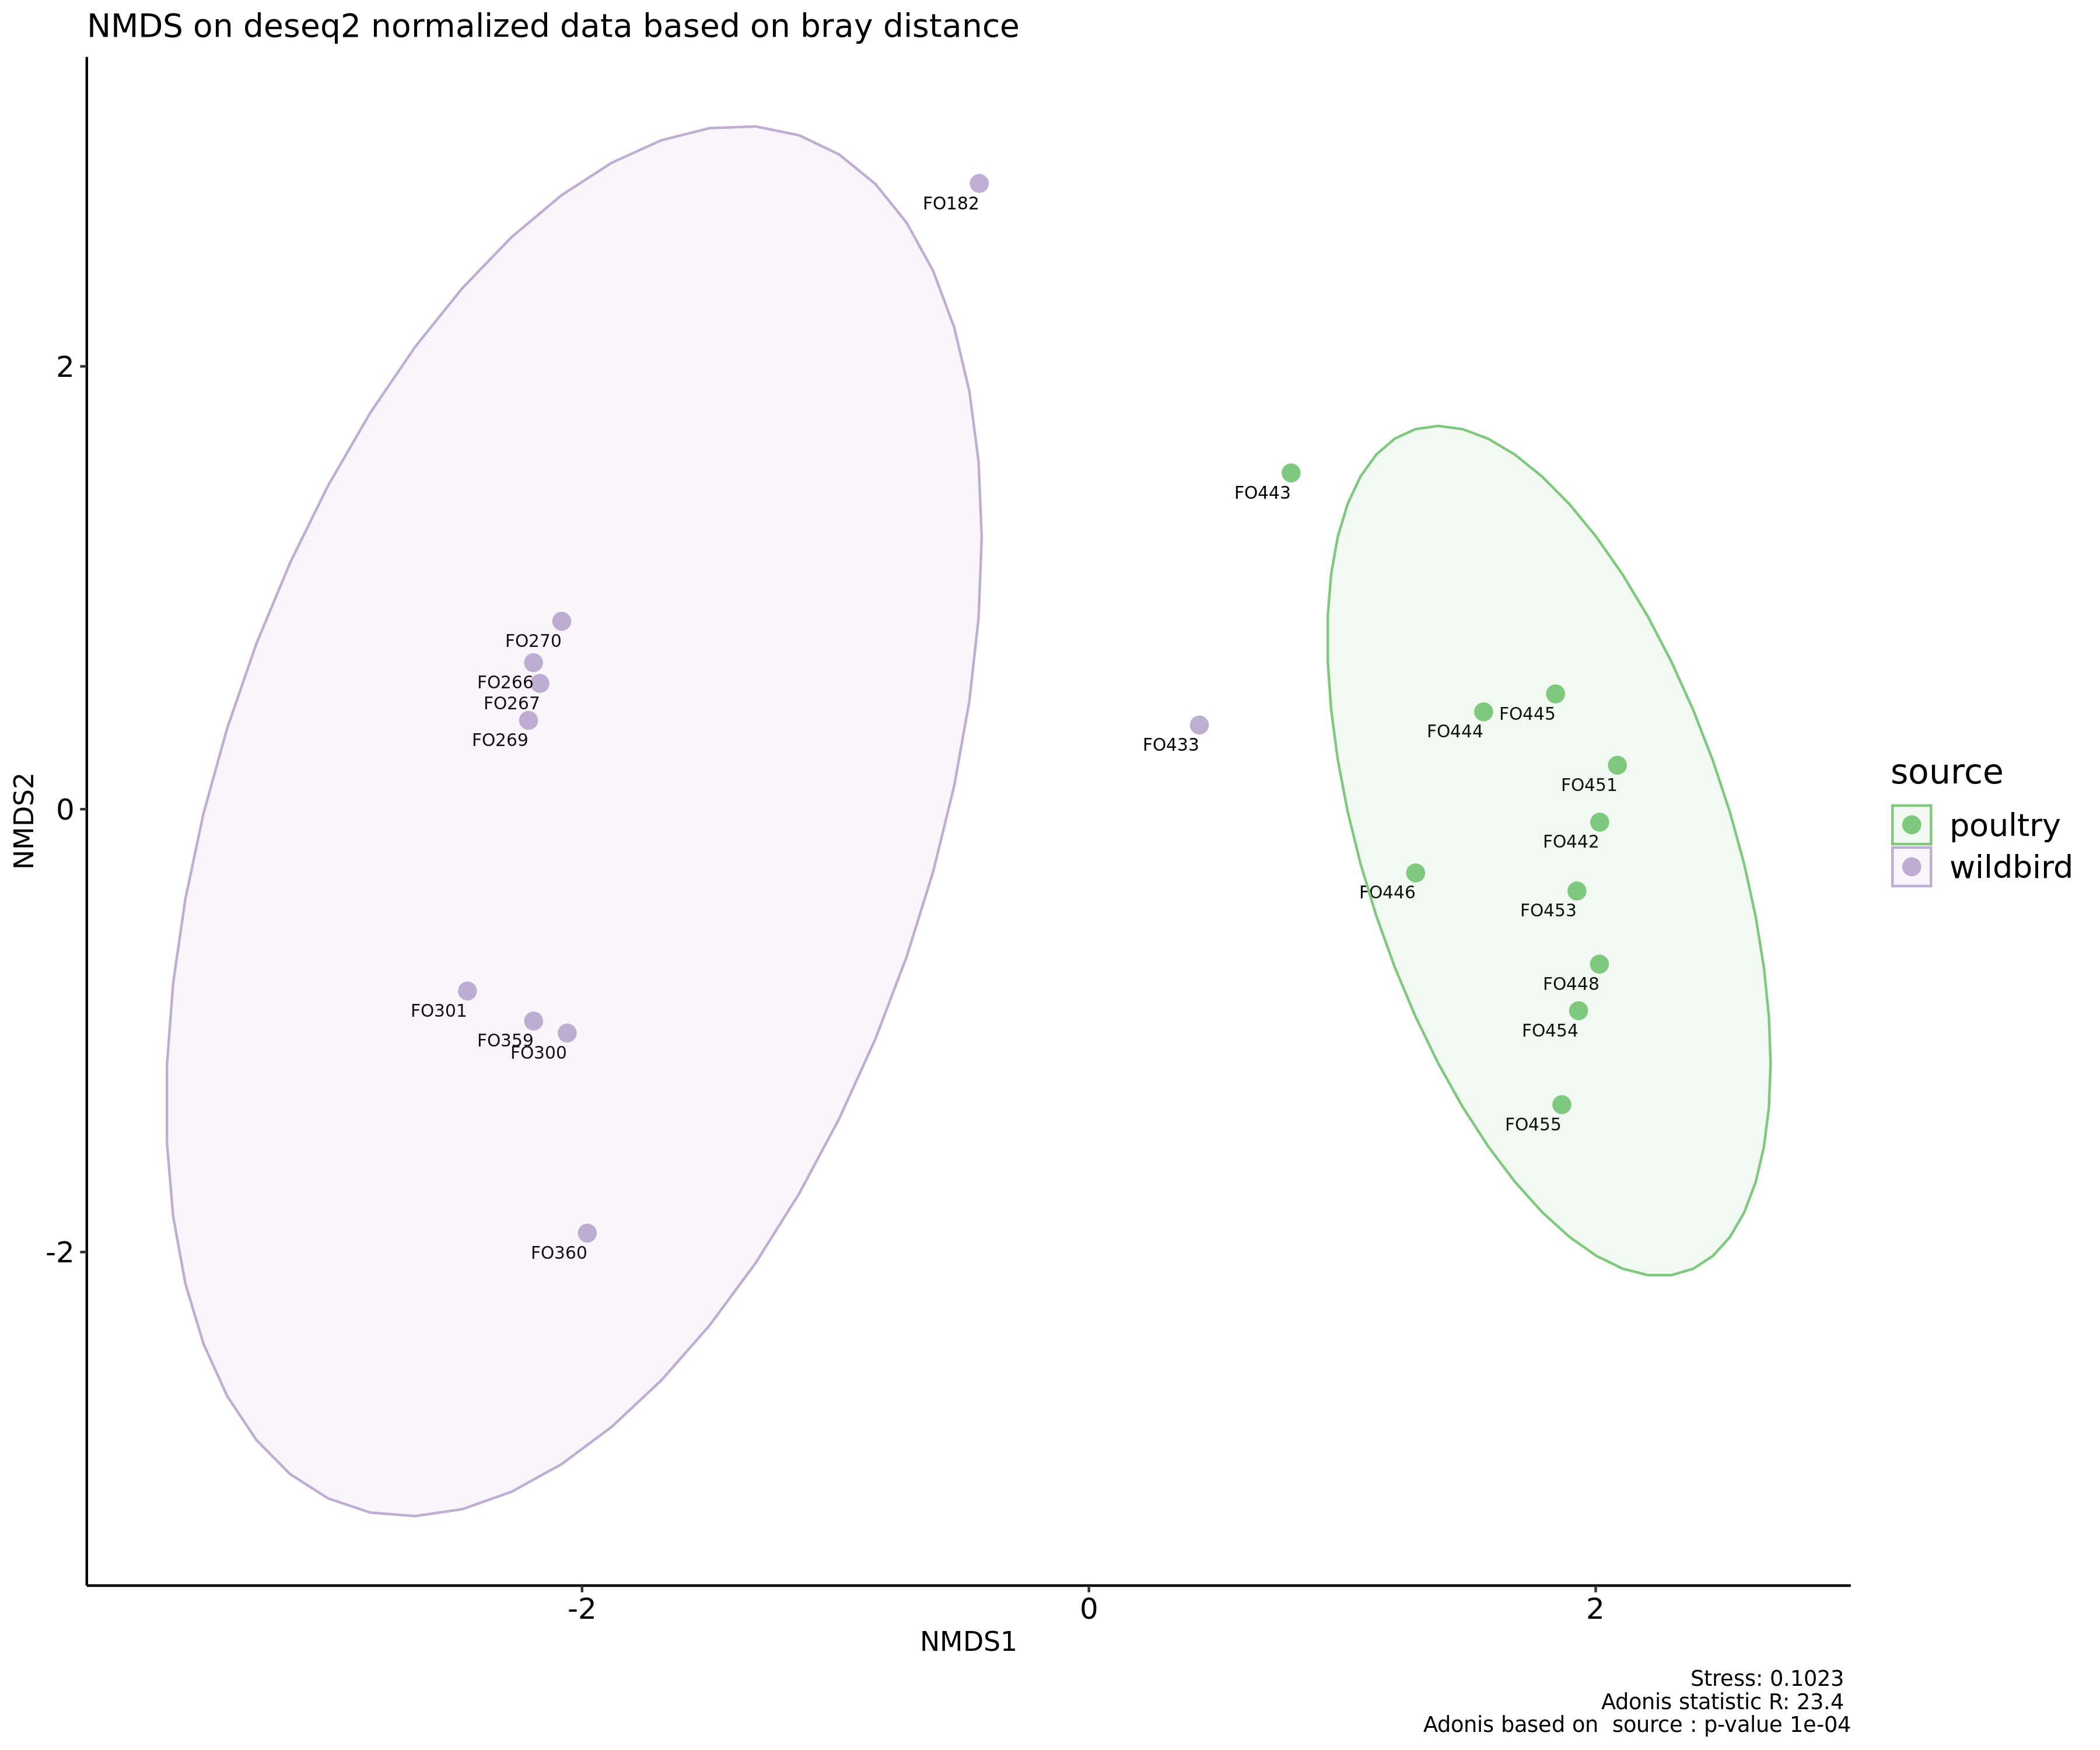 NMDS on deseq2 normalized data based on bray distance
FO182
2
FO443
FO270
FO266
FO267
FO269
FO445
FO444
FO433
source
FO451
poultry
0
FO442
wildbird
NMDS2
FO446
FO453
FO448
FO301
FO454
FO359
FO300
FO455
-2
FO360
-2
0
2
NMDS1
Stress: 0.1023
Adonis statistic R: 23.4
Adonis based on  source : p-value 1e-04